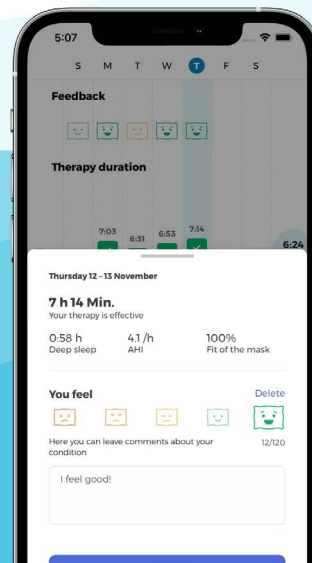 5:07
S M T W T F S
Feedback
Therapy duration
7:03 6:31 6:53 7:14
6:24
Thursday 12 - 13 November
7 h 14 Min.
Your therapy is effective
0:58 h 4.1 /h 100%
Deep sleep AHI Fit of the mask
You feel Delete
Here you can leave comments about your 12/120
condition
I feel good!